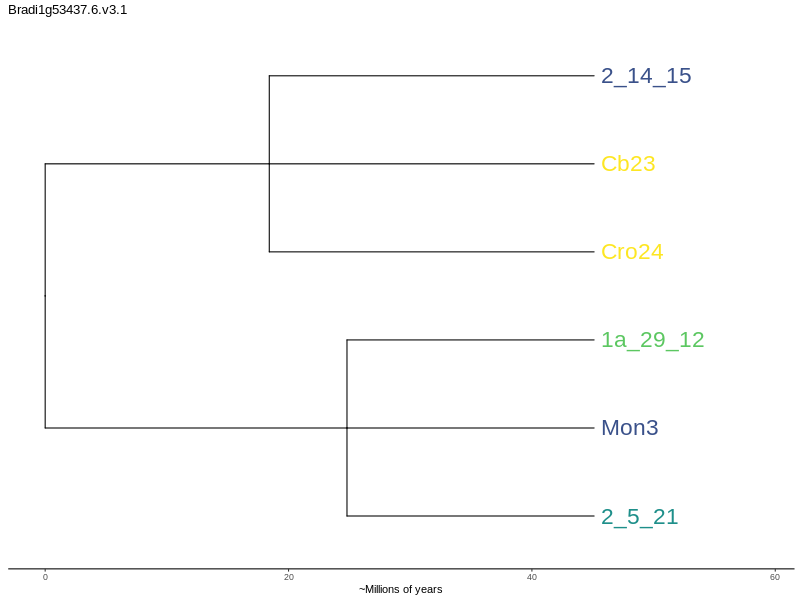 Bradi1g53437.6.v3.1
2_14_15
Cb23
Cro24
1a_29_12
Mon3
2_5_21
0 20 40 60
~Millions of years